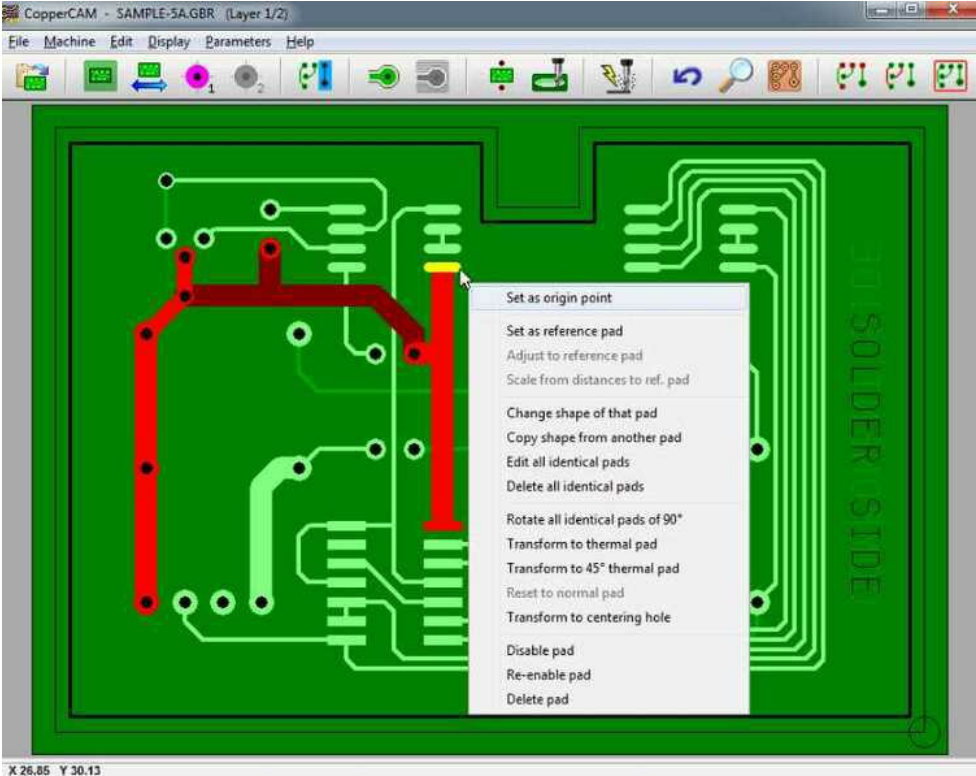 CopperCAM - SAMPLE-5A.GBR (Layer 1/2)
File Machine Edit Display Parameters Help
1 2
Set as origin point
Set as reference pad
Adjust to reference pad
Scale from distances to ref. pad
Change shape of that pad
Copy shape from another pad
Edit all identical pads
Delete all identical pads
Rotate all identical pads of 90°
Transform to thermal pad
Transform to 45° thermal pad
Reset to normal pad
Transform to centering hole
Disable pad
Re-enable pad
Delete pad
SOLDER SIDE
X 26.85 Y 30.13